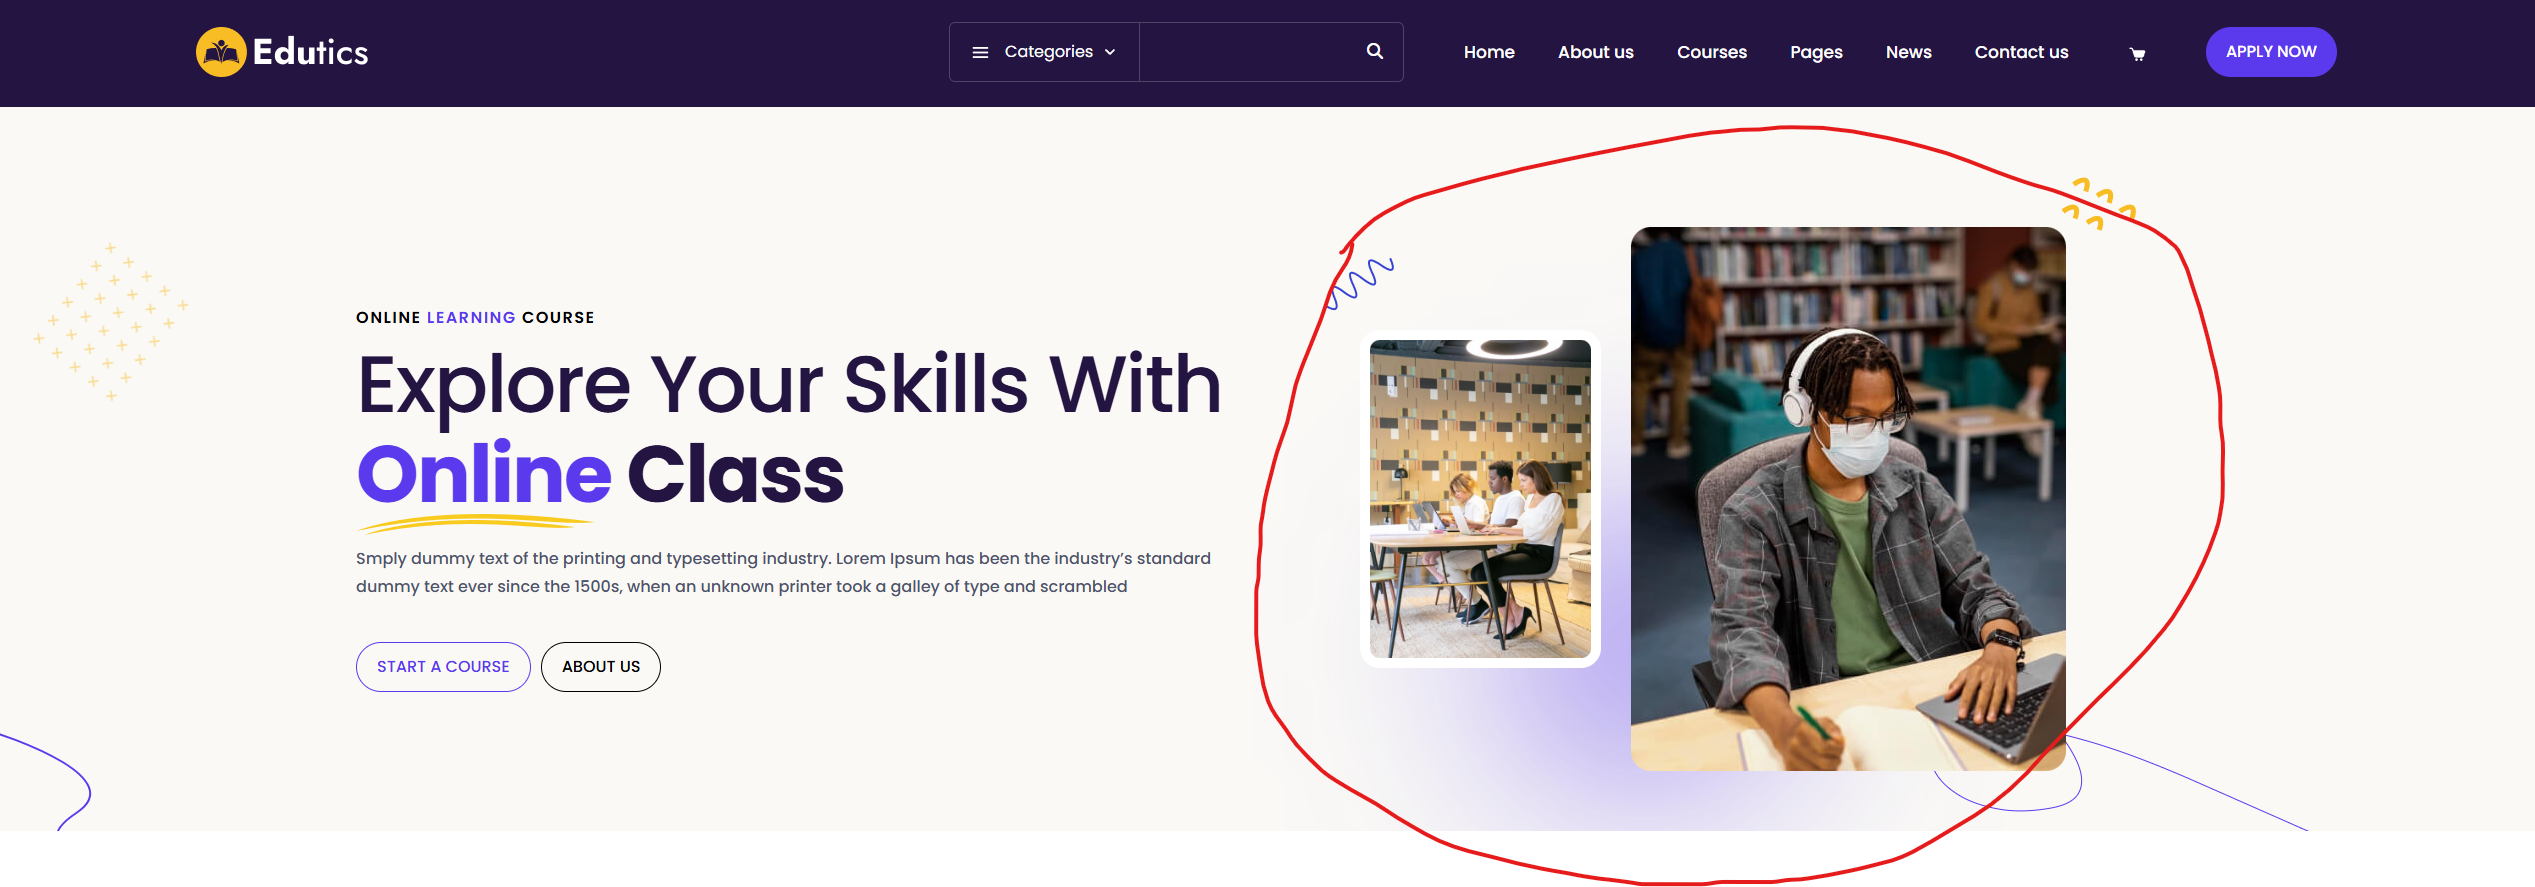 Edutics
Categories
Home About us Courses Pages News Contact us APPLY NOW
ONLINE LEARNING COURSE
Explore Your Skills With
Online Class
Smply dummy text of the printing and typesetting industry. Lorem Ipsum has been the industry’s standard
dummy text ever since the 1500s, when an unknown printer took a galley of type and scrambled
START A COURSE ABOUT US